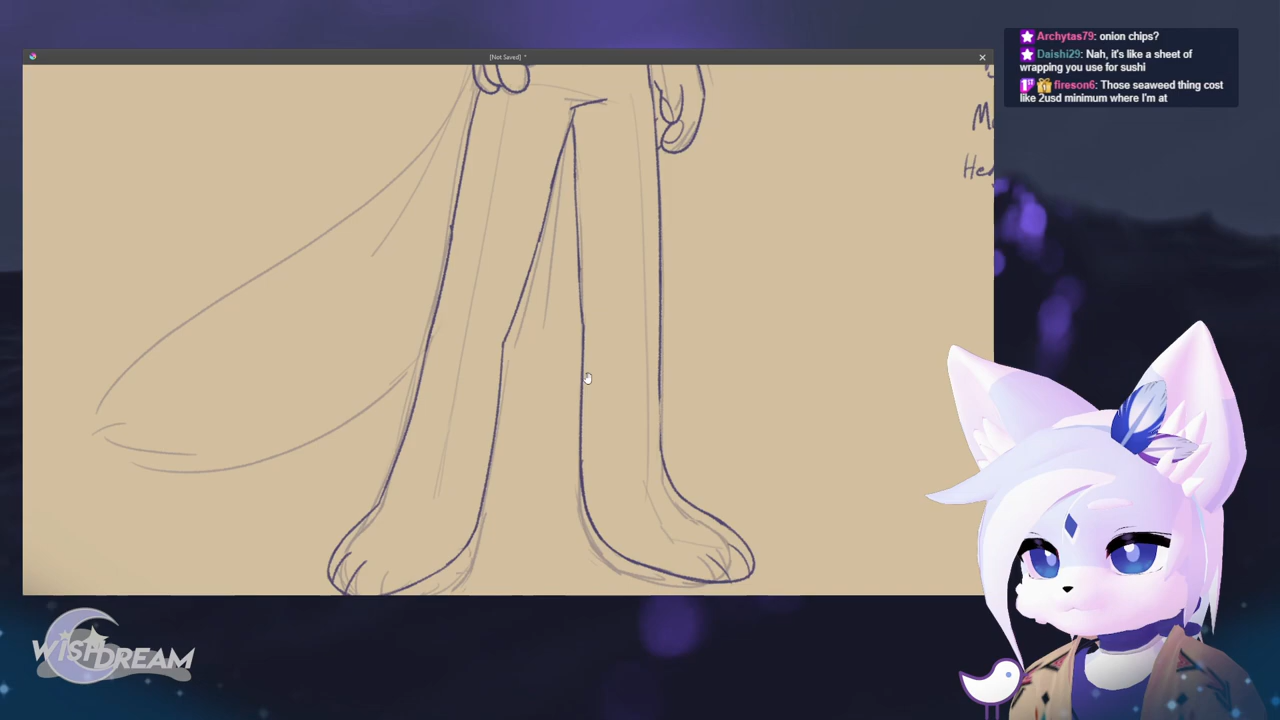 [Not Saved] *
Archytas79: onion chips?
Daishi29: Nah, it's like a sheet of
wrapping you use for sushi
fireson6: Those seaweed thing cost
like 2usd minimum where I'm at
WISPDREAM